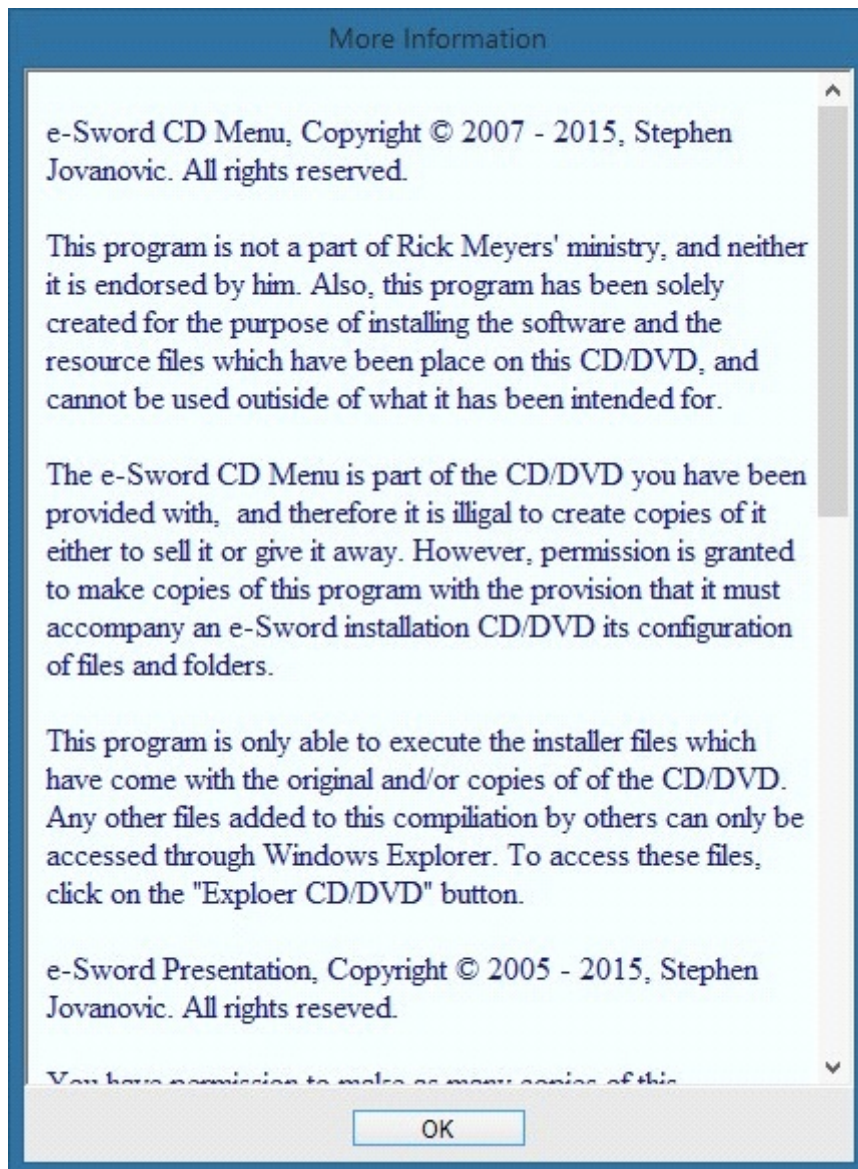 More Information
e-Sword CD Menu, Copyright © 2007 - 2015, Stephen
Jovanovic. All rights reserved.
This program is not a part of Rick Meyers' ministry, and neither
it is endorsed by him. Also, this program has been solely
created for the purpose of installing the software and the
resource files which have been place on this CD/DVD, and
cannot be used outiside of what it has been intended for.
The e-Sword CD Menu is part of the CD/DVD you have been
provided with,  and therefore it is illigal to create copies of it
either to sell it or give it away. However, permission is granted
to make copies of this program with the provision that it must
accompany an e-Sword installation CD/DVD its configuration
of files and folders.
This program is only able to execute the installer files which
have come with the original and/or copies of of the CD/DVD.
Any other files added to this compiliation by others can only be
accessed through Windows Explorer. To access these files,
click on the "Exploer CD/DVD" button.
e-Sword Presentation, Copyright © 2005 - 2015, Stephen
Jovanovic. All rights reseved.
You have permission to make as many copies of this
OK